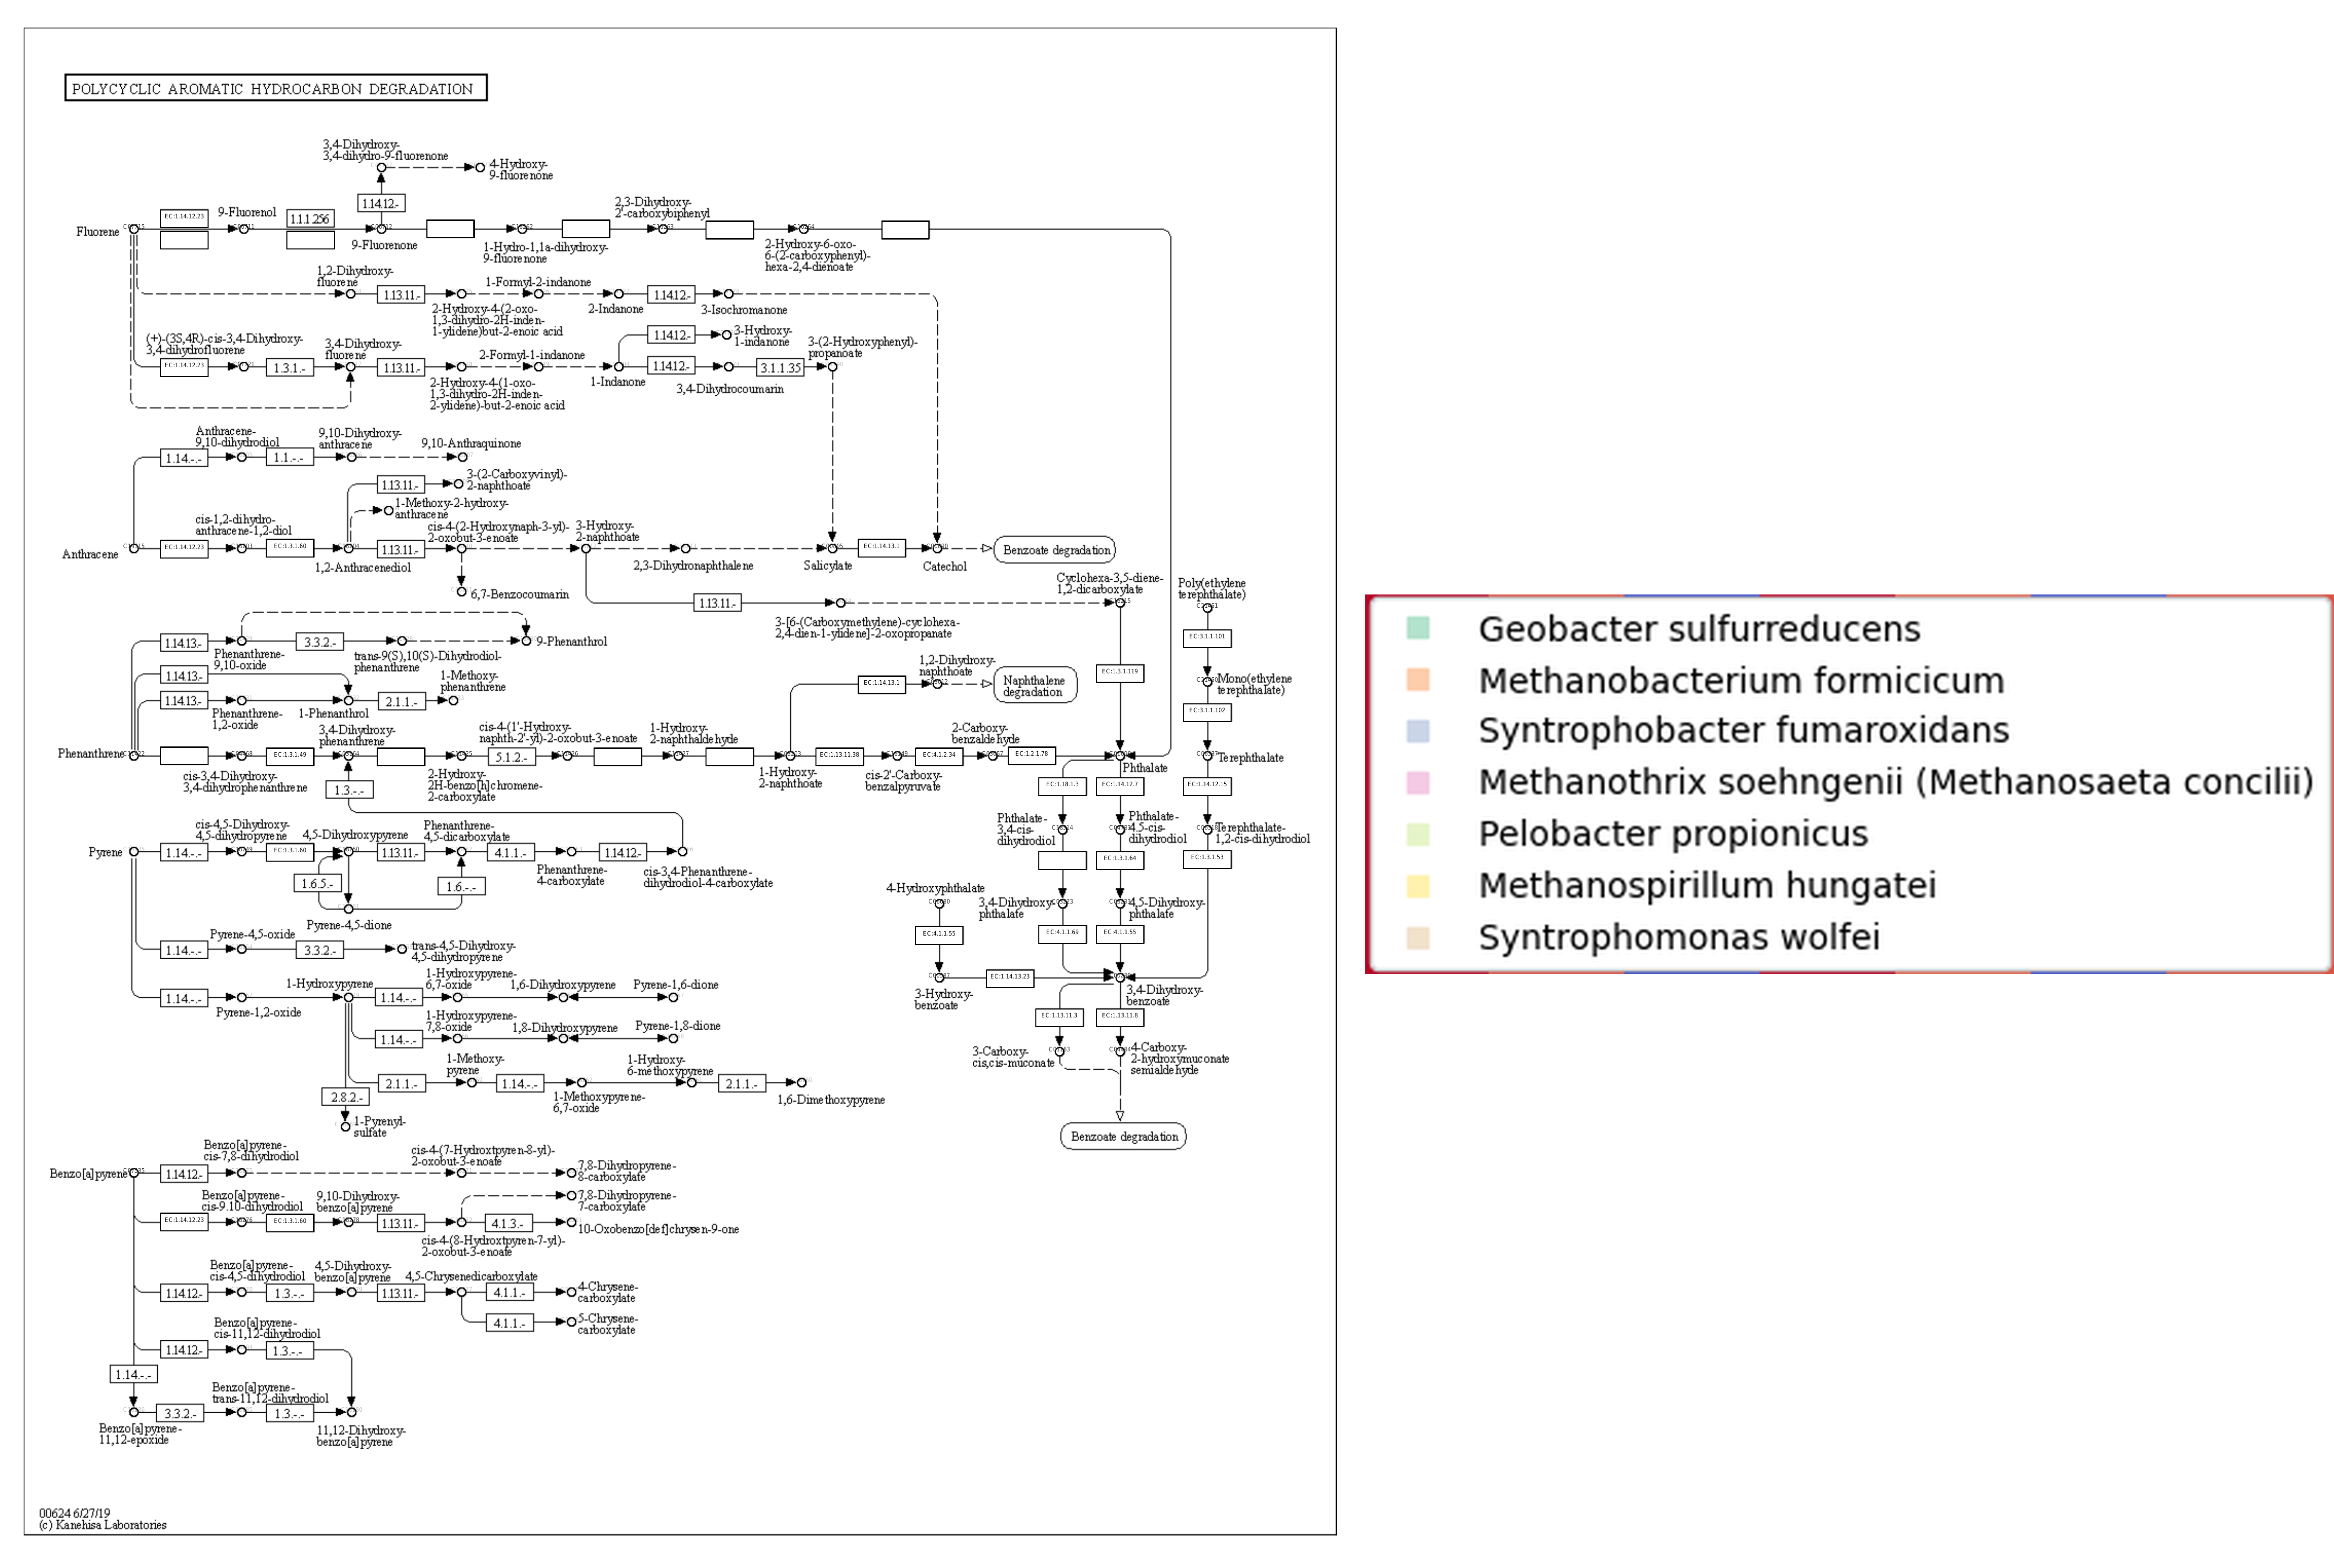 POLYCYCLIC AROMATIC HYDROCARBON DEGRADATION
3,4-Dihydroxy-
3,4-dihydro-9-fluorenone
4-Hydroxy-
9-fluorenone
1.14.12.-
Fluorene
EC:1.14.12.23
9-Fluorenol
1.1.1.256
9-Fluorenone
1-Hydro-1,1a-dihydroxy-
9-fluorenone
2,3-Dihydroxy-
2'-carboxybiphenyl
2-Hydroxy-6-oxo-
6-(2-carboxyphenyl)-
hexa-2,4-dienoate
1,2-Dihydroxy-
fluorene
1.13.11.-
2-Hydroxy-4-(2-oxo-
1,3-dihydro-2H-inden-
1-ylidene)but-2-enoic acid
1-Formyl-2-indanone
2-Indanone
1.14.12.-
3-Isochromanone
1.14.12.-
3-Hydroxy-
1-indanone
(+)-(3S,4R)-cis-3,4-Dihydroxy-
3,4-dihydrofluorene
EC:1.14.12.23
1.3.1.-
3,4-Dihydroxy-
fluorene
1.13.11.-
2-Hydroxy-4-(1-oxo-
1,3-dihydro-2H-inden-
2-ylidene)-but-2-enoic acid
2-Formyl-1-indanone
1-Indanone
1.14.12.-
3,4-Dihydrocoumarin
3.1.1.35
3-(2-Hydroxyphenyl)-
propanoate
Anthracene-
9,10-dihydrodiol
1.14.-.-
1.1.-.-
9,10-Dihydroxy-
anthracene
9,10-Anthraquinone
1.13.11.-
3-(2-Carboxyvinyl)-
2-naphthoate
1-Methoxy-2-hydroxy-
anthracene
Anthracene
EC:1.14.12.23
cis-1,2-dihydro-
anthracene-1,2-diol
EC:1.3.1.60
1,2-Anthracenediol
1.13.11.-
cis-4-(2-Hydroxynaph-3-yl)-
2-oxobut-3-enoate
6,7-Benzocoumarin
3-Hydroxy-
2-naphthoate
2,3-Dihydronaphthalene
Salicylate
EC:1.14.13.1
Catechol
Benzoate degradation
1.13.11.-
3-[6-(Carboxymethylene)-cyclohexa-
2,4-dien-1-ylidene]-2-oxopropanate
Cyclohexa-3,5-diene-
1,2-dicarboxylate
EC:3.1.1.119
Poly(ethylene
terephthalate)
EC:3.1.1.101
Mono(ethylene
terephthalate)
EC:3.1.1.102
Terephthalate
EC:1.14.12.15
Terephthalate-
1,2-cis-dihydrodiol
EC:1.3.1.53
1.14.13.-
Phenanthrene-
9,10-oxide
3.3.2.-
trans-9(S),10(S)-Dihydrodiol-
phenanthrene
9-Phenanthrol
1.14.13.-
1.14.13.-
Phenanthrene-
1,2-oxide
1-Phenanthrol
2.1.1.-
1-Methoxy-
phenanthrene
Phenanthrene
cis-3,4-Dihydroxy-
3,4-dihydrophenanthrene
EC:1.3.1.49
3,4-Dihydroxy-
phenanthrene
2-Hydroxy-
2H-benzo[h]chromene-
2-carboxylate
5.1.2.-
cis-4-(1'-Hydroxy-
naphth-2'-yl)-2-oxobut-3-enoate
1-Hydroxy-
2-naphthaldehyde
1-Hydroxy-
2-naphthoate
EC:1.14.13.1
1,2-Dihydroxy-
naphthoate
Naphthalene
degradation
EC:1.13.11.38
cis-2'-Carboxy-
benzalpyruvate
EC:4.1.2.34
2-Carboxy-
benzaldehyde
EC:1.2.1.78
Phthalate
1.3.-.-
EC:1.18.1.3
EC:1.14.12.7
Phthalate-
3,4-cis-
dihydrodiol
Phthalate-
4,5-cis-
dihydrodiol
EC:1.3.1.64
3,4-Dihydroxy-
phthalate
4,5-Dihydroxy-
phthalate
EC:4.1.1.69
EC:4.1.1.55
4-Hydroxyphthalate
EC:4.1.1.55
3-Hydroxy-
benzoate
EC:1.14.13.23
3,4-Dihydroxy-
benzoate
EC:1.13.11.3
EC:1.13.11.8
3-Carboxy-
cis,cis-muconate
4-Carboxy-
2-hydroxymuconate
semialdehyde
Benzoate degradation
Pyrene
1.14.-.-
cis-4,5-Dihydroxy-
4,5-dihydropyrene
EC:1.3.1.60
4,5-Dihydroxypyrene
1.13.11.-
Phenanthrene-
4,5-dicarboxylate
4.1.1.-
Phenanthrene-
4-carboxylate
1.14.12.-
cis-3,4-Phenanthrene-
dihydrodiol-4-carboxylate
1.6.5.-
1.6.-.-
Pyrene-4,5-dione
1.14.-.-
Pyrene-4,5-oxide
3.3.2.-
trans-4,5-Dihydroxy-
4,5-dihydropyrene
1.14.-.-
Pyrene-1,2-oxide
1-Hydroxypyrene
1.14.-.-
1-Hydroxypyrene-
6,7-oxide
1,6-Dihydroxypyrene
Pyrene-1,6-dione
1.14.-.-
1-Hydroxypyrene-
7,8-oxide
1,8-Dihydroxypyrene
Pyrene-1,8-dione
2.1.1.-
1-Methoxy-
pyrene
1.14.-.-
1-Methoxypyrene-
6,7-oxide
1-Hydroxy-
6-methoxypyrene
2.1.1.-
1,6-Dimethoxypyrene
2.8.2.-
1-Pyrenyl-
sulfate
Benzo[a]pyrene
1.14.12.-
Benzo[a]pyrene-
cis-7,8-dihydrodiol
cis-4-(7-Hydroxtpyren-8-yl)-
2-oxobut-3-enoate
7,8-Dihydropyrene-
8-carboxylate
EC:1.14.12.23
Benzo[a]pyrene-
cis-9,10-dihydrodiol
EC:1.3.1.60
9,10-Dihydroxy-
benzo[a]pyrene
1.13.11.-
cis-4-(8-Hydroxtpyren-7-yl)-
2-oxobut-3-enoate
7,8-Dihydropyrene-
7-carboxylate
4.1.3.-
10-Oxobenzo[def]chrysen-9-one
1.14.12.-
Benzo[a]pyrene-
cis-4,5-dihydrodiol
1.3.-.-
4,5-Dihydroxy-
benzo[a]pyrene
1.13.11.-
4,5-Chrysenedicarboxylate
4.1.1.-
4-Chrysene-
carboxylate
4.1.1.-
5-Chrysene-
carboxylate
1.14.12.-
Benzo[a]pyrene-
cis-11,12-dihydrodiol
1.3.-.-
1.14.-.-
Benzo[a]pyrene-
11,12-epoxide
3.3.2.-
Benzo[a]pyrene-
trans-11,12-dihydrodiol
1.3.-.-
11,12-Dihydroxy-
benzo[a]pyrene
00624 6/27/19
(c) Kanehisa Laboratories
Geobacter sulfurreducens
Methanobacterium formicicum
Syntrophobacter fumaroxidans
Methanothrix soehngenii (Methanosaeta concilii)
Pelobacter propionicus
Methanospirillum hungatei
Syntrophomonas wolfei